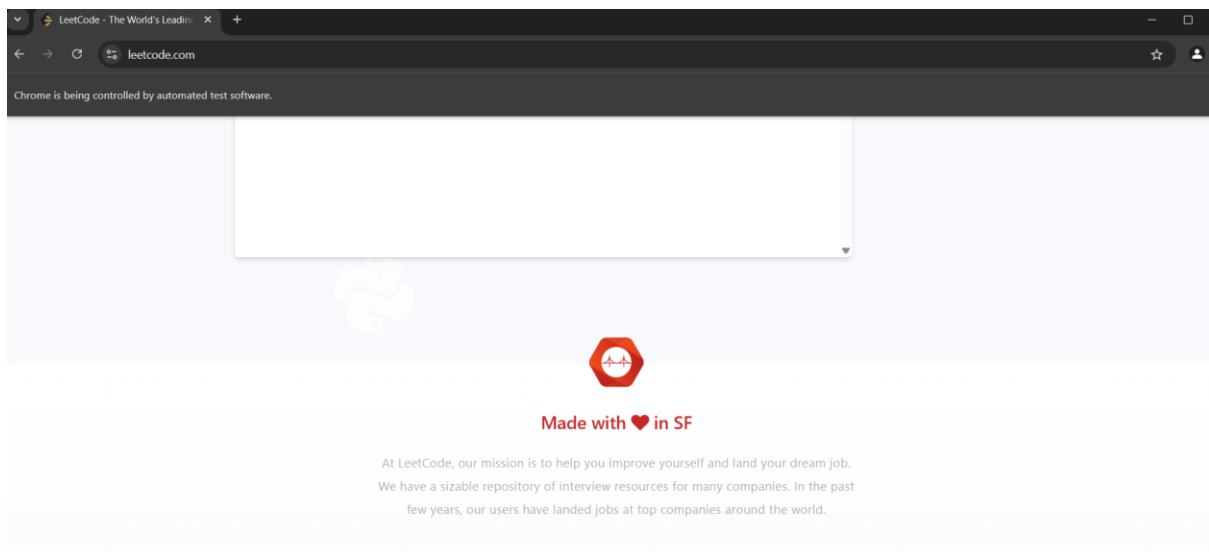 LeetCode - The World's Leading
leetcode.com
Chrome is being controlled by automated test software.
Made with ❤ in SF
At LeetCode, our mission is to help you improve yourself and land your dream job.
We have a sizable repository of interview resources for many companies. In the past
few years, our users have landed jobs at top companies around the world.